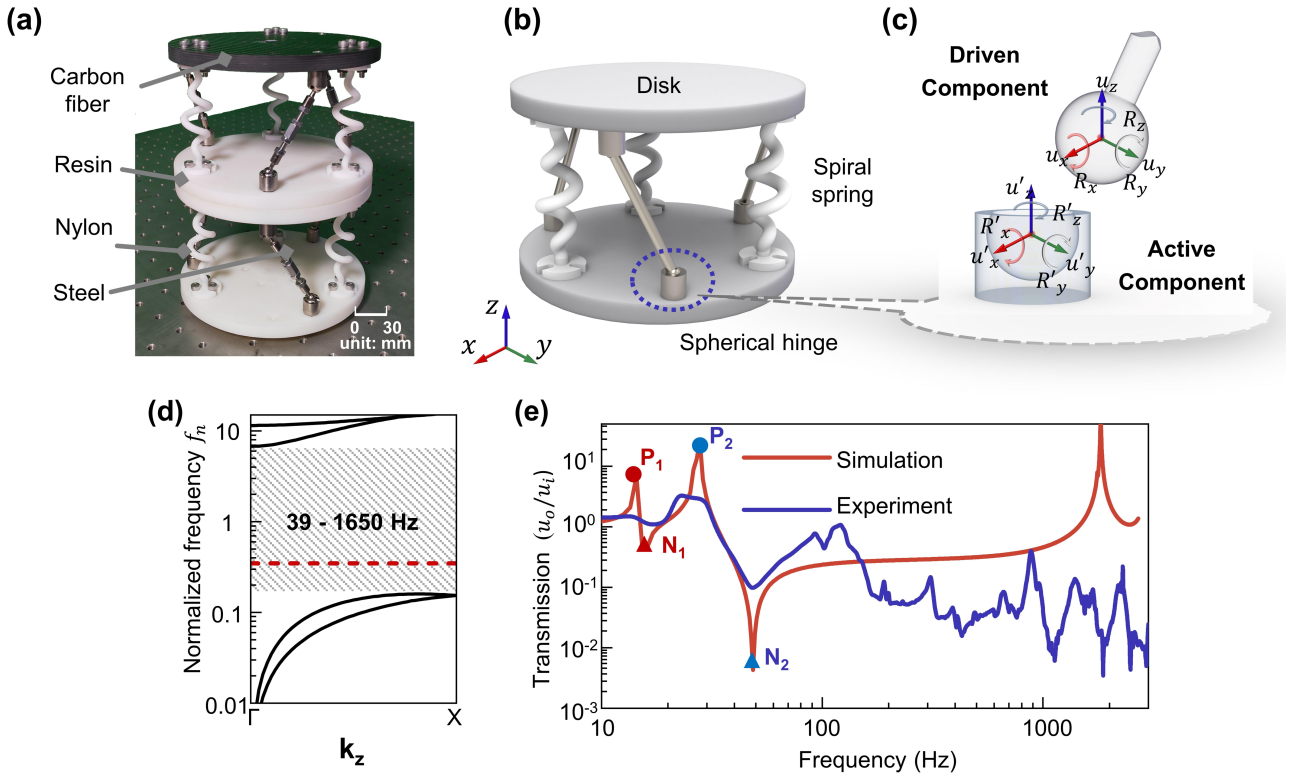 (a)
Carbon
fiber
Resin
Nylon
Steel
0 30
unit: mm
(b)
Disk
Spiral
spring
Spherical hinge
z
x
y
(c)
Driven
Component
u_z
R_z
u_x
u_y
R_x
R_y
u'_z
R'_x
R'_z
u'_x
u'_y
R'_y
Active
Component
(d)
Normalized frequency f_n
10
1
0.1
0.01
39 - 1650 Hz
Γ
X
k_z
(e)
Transmission (u_o/u_i)
10^1
10^0
10^-1
10^-2
10^-3
P_1
P_2
N_1
N_2
Simulation
Experiment
10
100
1000
Frequency (Hz)